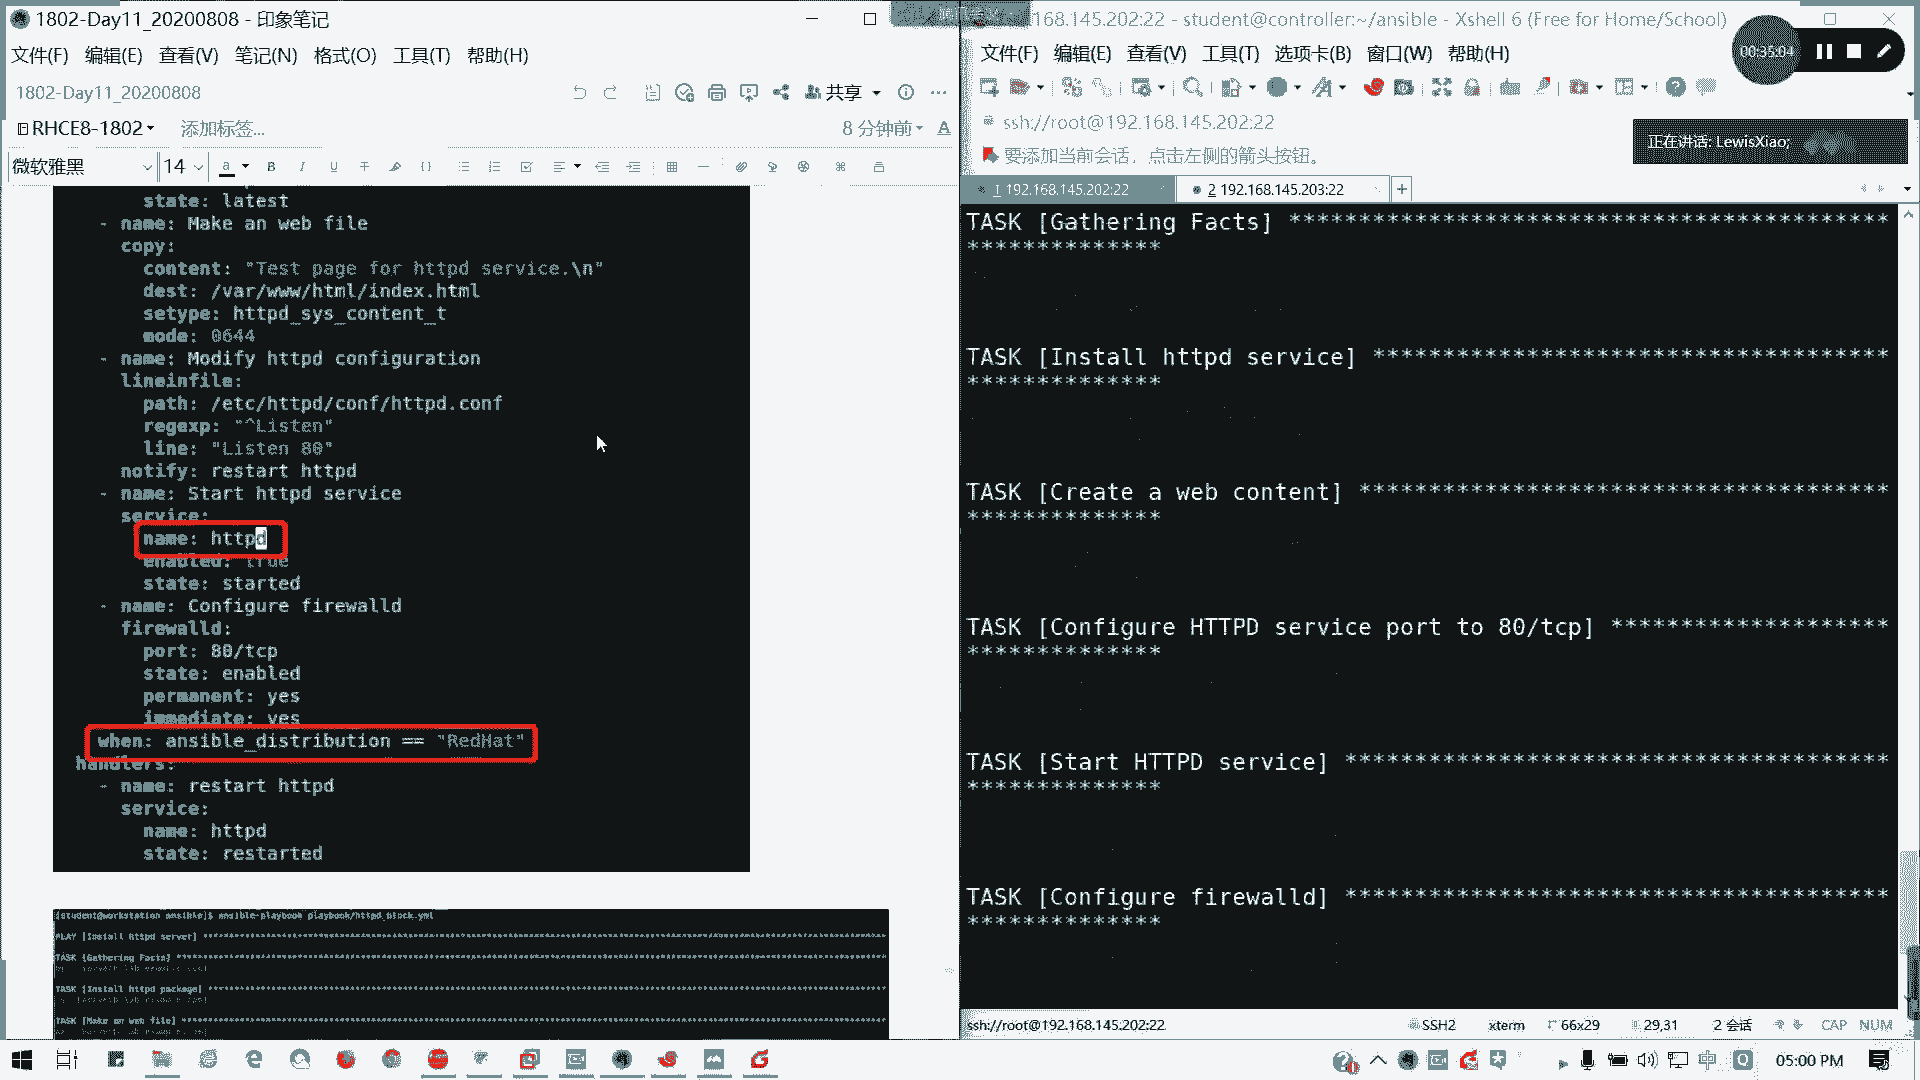 1802-Day11_20200808 - 印象笔记
文件(F) 编辑(E) 查看(V) 笔记(N) 格式(O) 工具(T) 帮助(H)
1802-Day11_20200808
共享
RHCE8-1802
添加标签...
8 分钟前
微软雅黑
14
state: latest
- name: Make an web file
copy:
content: "Test page for httpd service.\n"
dest: /var/www/html/index.html
setype: httpd_sys_content_t
mode: 0644
- name: Modify httpd configuration
lineinfile:
path: /etc/httpd/conf/httpd.conf
regexp: "^Listen"
line: "Listen 80"
notify: restart httpd
- name: Start httpd service
service:
name: httpd
enabled: true
state: started
- name: Configure firewalld
firewalld:
port: 80/tcp
state: enabled
permanent: yes
immediate: yes
when: ansible_distribution == "RedHat"
handlers:
- name: restart httpd
service:
name: httpd
state: restarted
[student@workstation ansible]$ ansible-playbook playbook/httpd_block.yml
PLAY [Install httpd server] ****
TASK [Gathering Facts] ****
TASK [Install httpd package] ****
TASK [Make an web file] ****
168.145.202:22 - student@controller:~/ansible - Xshell 6 (Free for Home/School)
文件(F) 编辑(E) 查看(V) 工具(T) 选项卡(B) 窗口(W) 帮助(H)
00:35:04
ssh://root@192.168.145.202:22
要添加当前会话，点击左侧的箭头按钮。
正在讲话: LewisXiao;
1 192.168.145.202:22
2 192.168.145.203:22
TASK [Gathering Facts] *******************************************
**************
TASK [Install httpd service] *************************************
**************
TASK [Create a web content] **************************************
**************
TASK [Configure HTTPD service port to 80/tcp] ********************
**************
TASK [Start HTTPD service] ***************************************
**************
TASK [Configure firewalld] ***************************************
**************
ssh://root@192.168.145.202:22
SSH2
xterm
66x29
29,31
2 会话
CAP NUM
中
05:00 PM